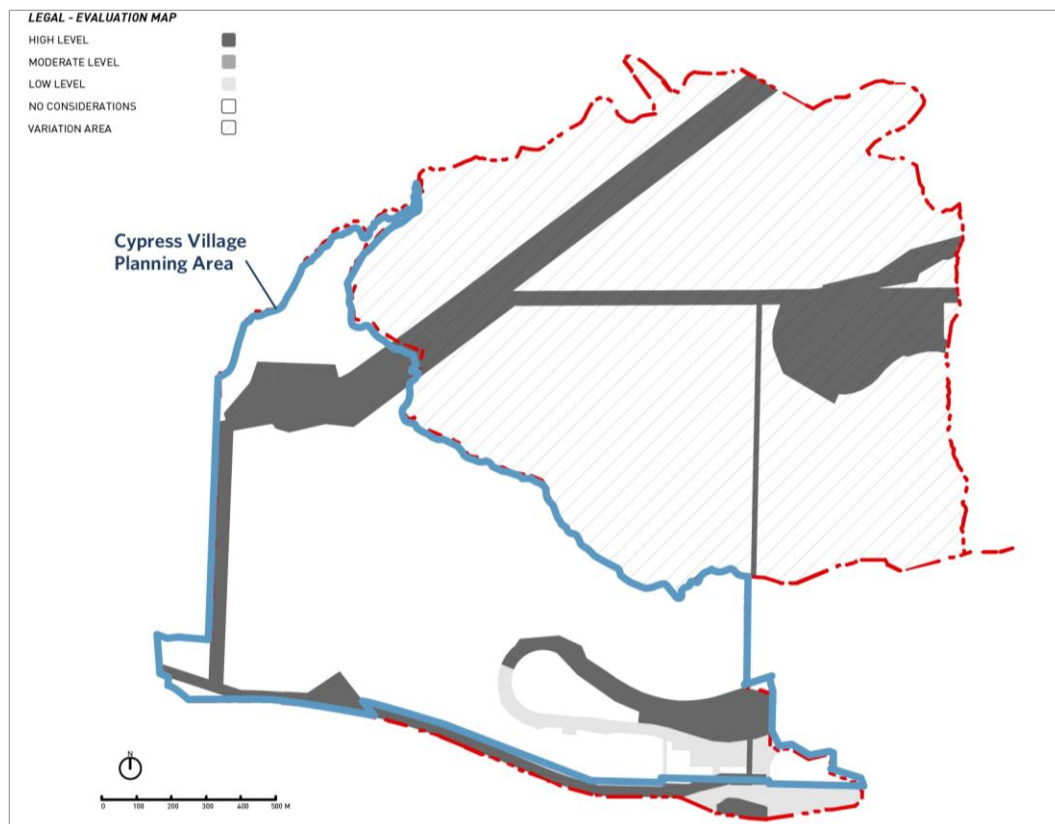 LEGAL - EVALUATION MAP
HIGH LEVEL
MODERATE LEVEL
LOW LEVEL
NO CONSIDERATIONS
VARIATION AREA
Cypress Village
Planning Area
N
0 100 200 300 400 500 M